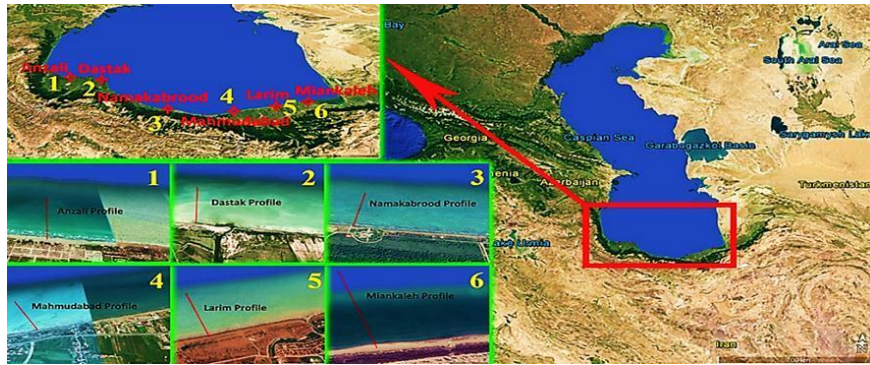 Bay
Aral Sea
South Aral Sea
Anzali
Dastak
1
2
Namakabrood
3
4
Mahmudabad
Larim
5
Miankaleh
6
Georgia
Caspian Sea
Garabogazköl Basin
Sarygamysh Lake
Azerbaijan
Turkmenistan
Lake Urmia
Iran
1
Anzali Profile
2
Dastak Profile
3
Namakabrood Profile
4
Mahmudabad Profile
5
Larim Profile
6
Miankaleh Profile